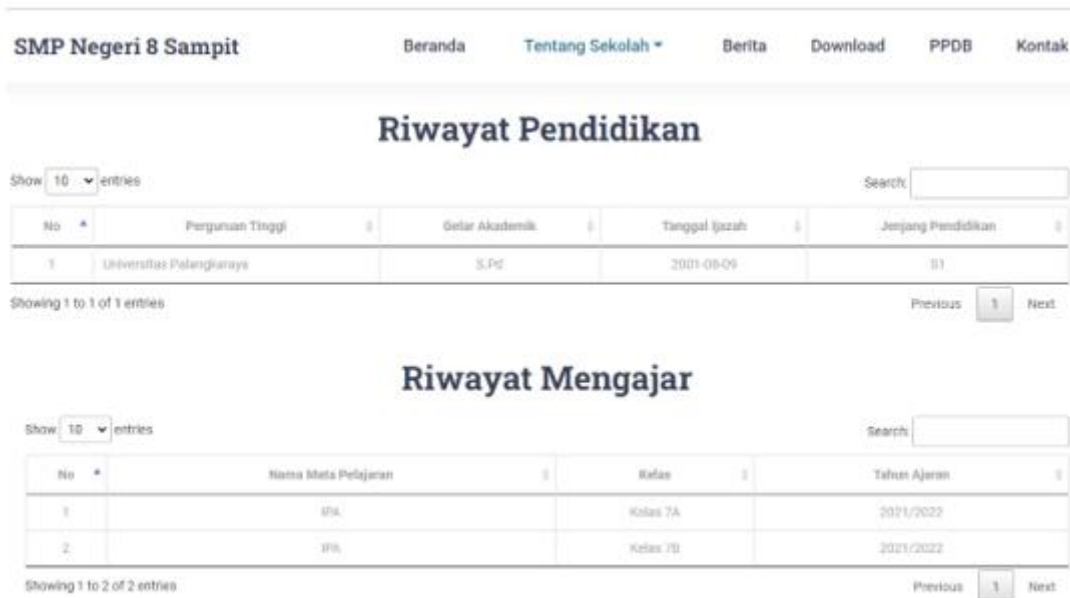 SMP Negeri 8 Sampit Beranda Tentang Sekolah Berita Download PPDB Kontak
Riwayat Pendidikan
Show 10 entries Search:
No Perguruan Tinggi Gelar Akademik Tanggal Ijazah Jenjang Pendidikan
1 Universitas Palangkaraya S.Pd 2001-08-09 S1
Showing 1 to 1 of 1 entries Previous 1 Next
Riwayat Mengajar
Show 10 entries Search:
No Nama Mata Pelajaran Kelas Tahun Ajaran
1 IPA Kelas 7A 2021/2022
2 IPA Kelas 7B 2021/2022
Showing 1 to 2 of 2 entries Previous 1 Next